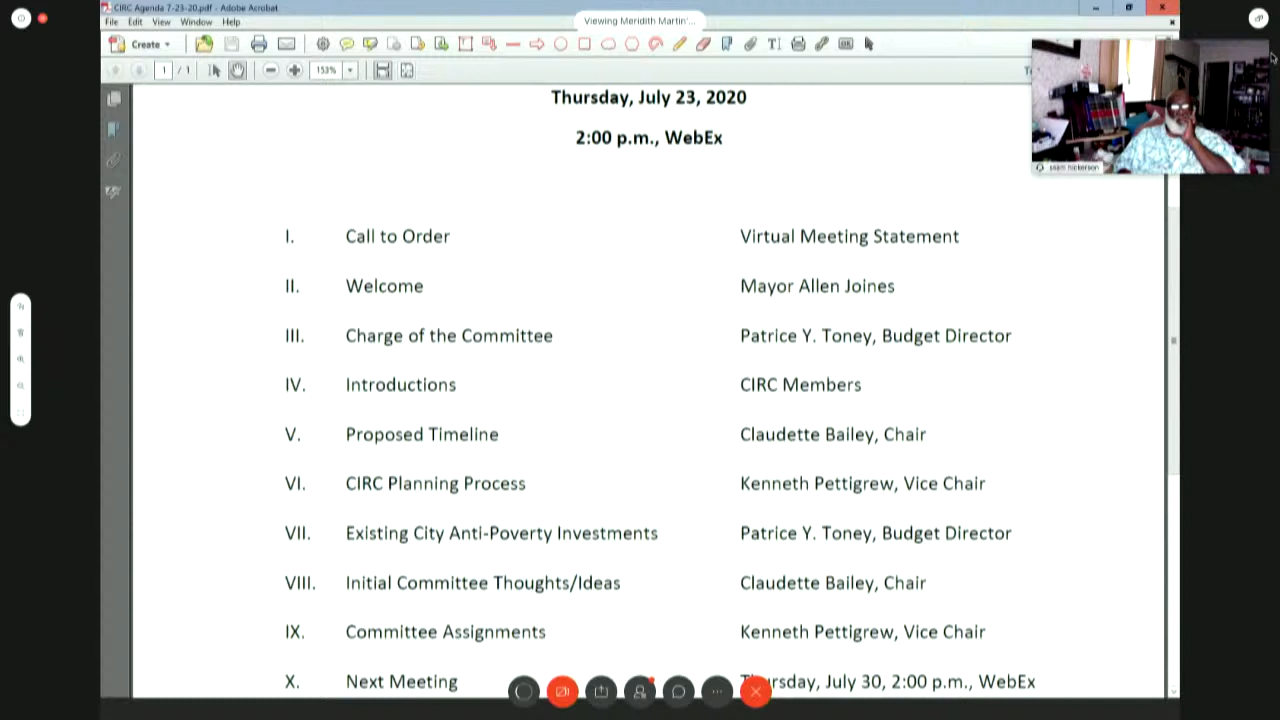 CIRC Agenda 7-23-20.pdf - Adobe Acrobat
File Edit View Window Help
Viewing Meridith Martin'...
Create
1 / 1
153%
Thursday, July 23, 2020
2:00 p.m., WebEx
I. Call to Order Virtual Meeting Statement
II. Welcome Mayor Allen Joines
III. Charge of the Committee Patrice Y. Toney, Budget Director
IV. Introductions CIRC Members
V. Proposed Timeline Claudette Bailey, Chair
VI. CIRC Planning Process Kenneth Pettigrew, Vice Chair
VII. Existing City Anti-Poverty Investments Patrice Y. Toney, Budget Director
VIII. Initial Committee Thoughts/Ideas Claudette Bailey, Chair
IX. Committee Assignments Kenneth Pettigrew, Vice Chair
X. Next Meeting Thursday, July 30, 2:00 p.m., WebEx